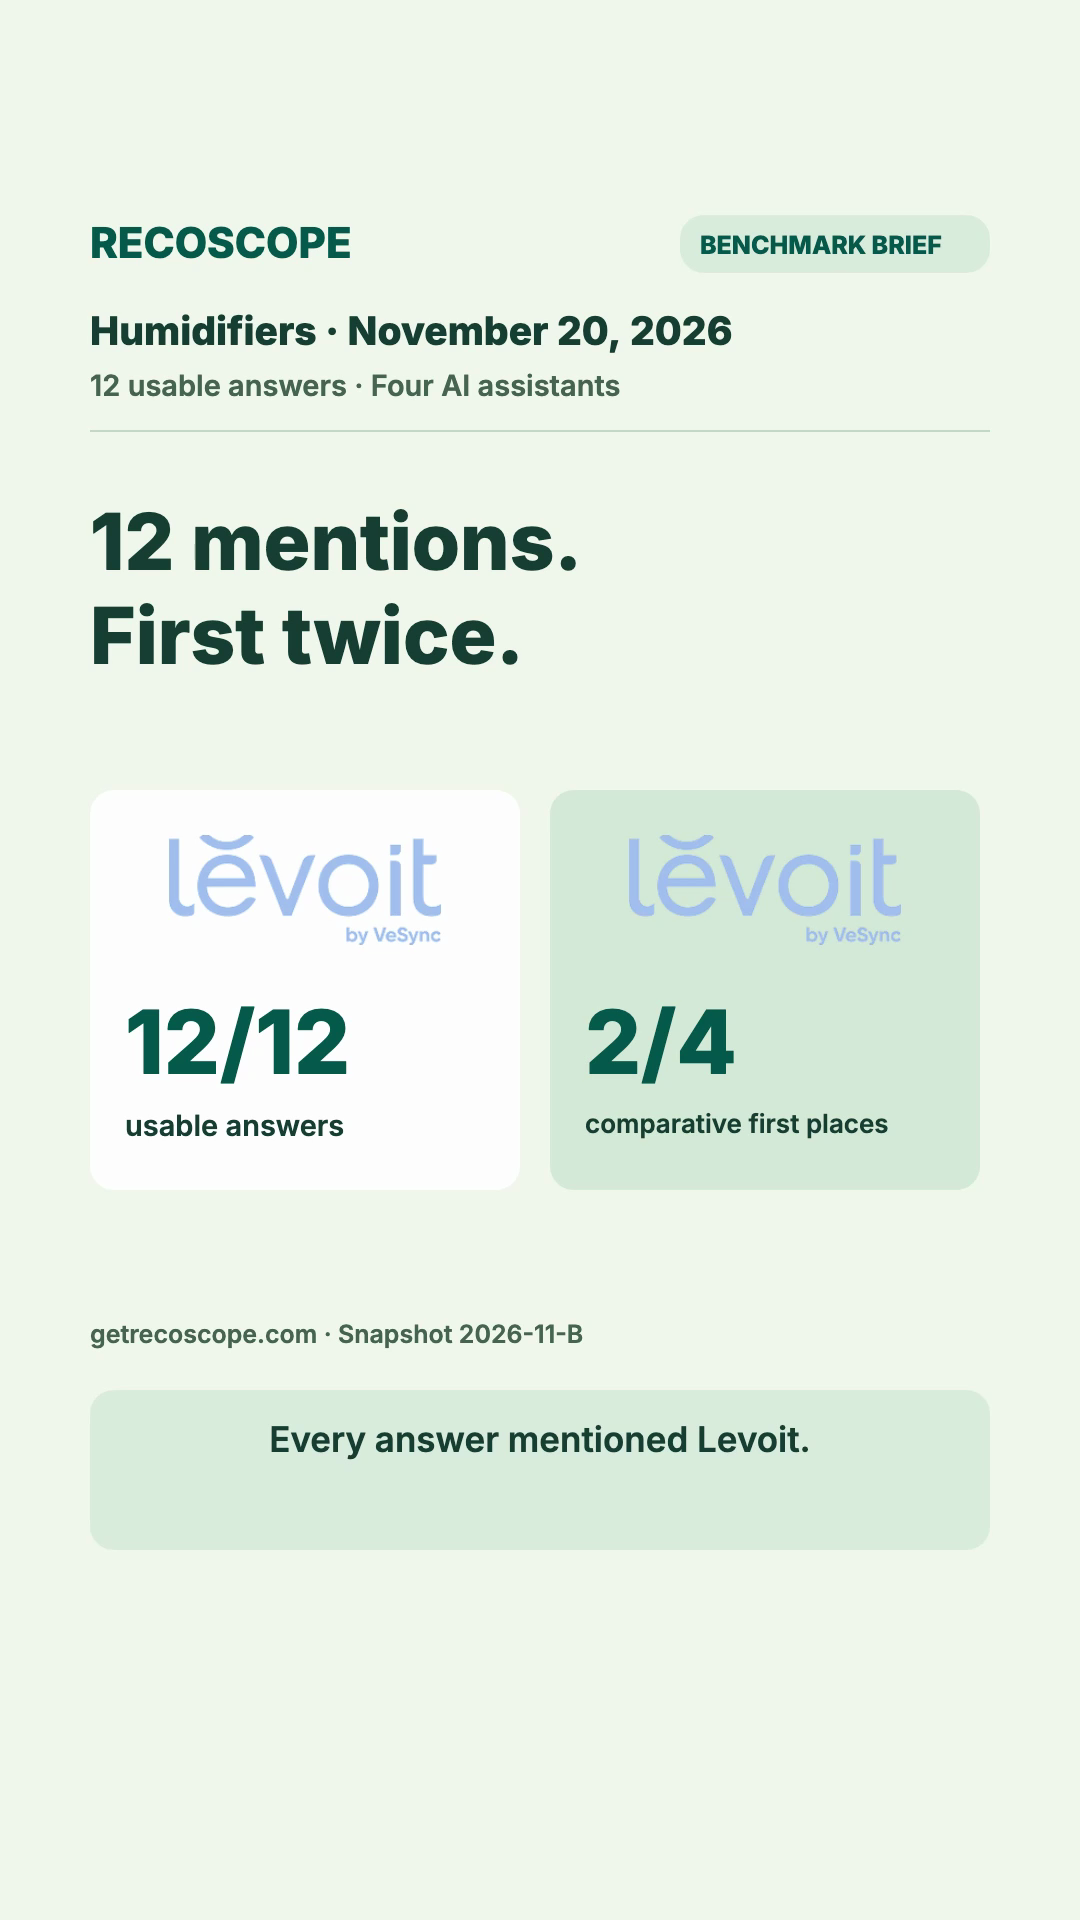 RECOSCOPE
BENCHMARK BRIEF
Humidifiers · November 20, 2026
12 usable answers · Four AI assistants
12 mentions.
First twice.
lĕvoit
by VeSync
12/12
usable answers
lĕvoit
by VeSync
2/4
comparative first places
getrecoscope.com · Snapshot 2026-11-B
Every answer mentioned Levoit.